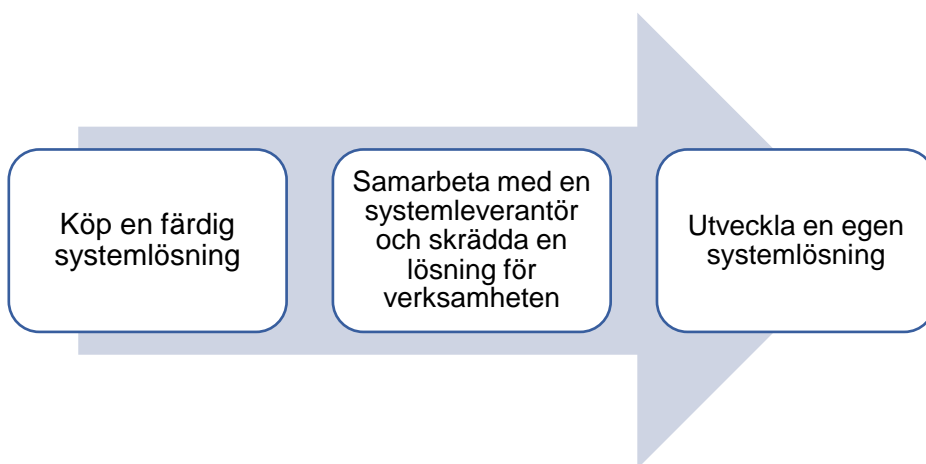 Köp en färdig
systemlösning
Samarbeta med en
systemleverantör
och skrädda en
lösning för
verksamheten
Utveckla en egen
systemlösning